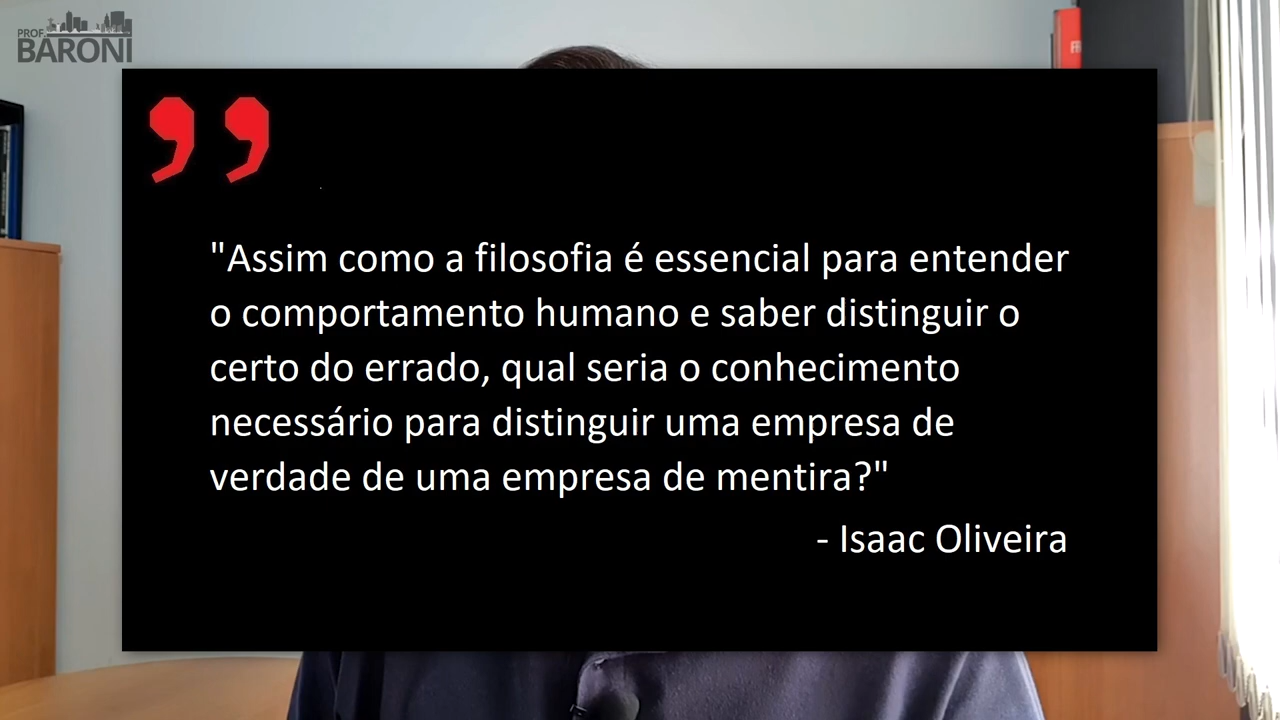 PROF.
BARONI
"Assim como a filosofia é essencial para entender
o comportamento humano e saber distinguir o
certo do errado, qual seria o conhecimento
necessário para distinguir uma empresa de
verdade de uma empresa de mentira?"
- Isaac Oliveira